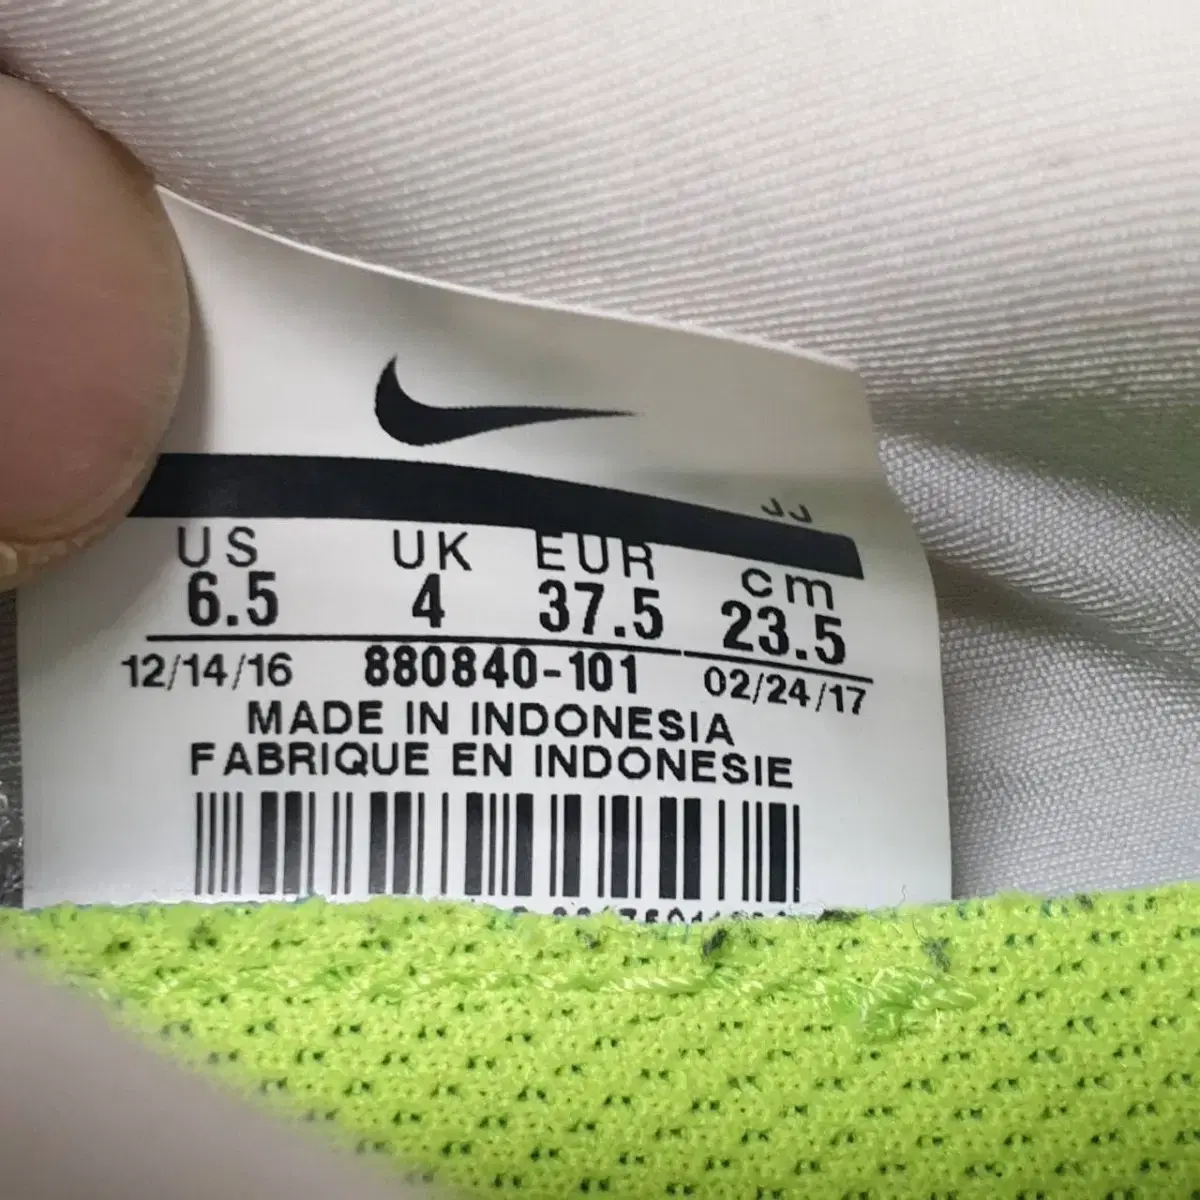 JJ
US UK EUR cm
6.5 4 37.5 23.5
12/14/16 880840-101 02/24/17
MADE IN INDONESIA
FABRIQUE EN INDONESIE